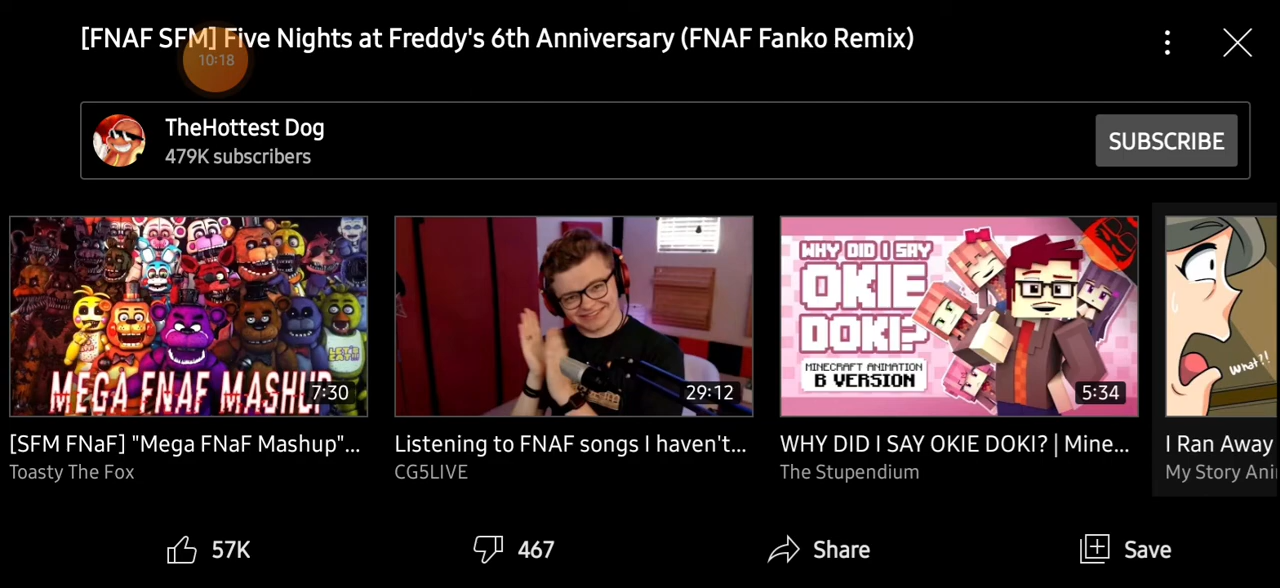 [FNAF SFM] Five Nights at Freddy's 6th Anniversary (FNAF Fanko Remix)
10:18
TheHottest Dog
479K subscribers
SUBSCRIBE
LET'S
EAT!!!
MEGA FNAF MASHUP
7:30
29:12
WHY DID I SAY
OKIE
DOKI?
MINECRAFT ANIMATION
B VERSION
5:34
What?!
[SFM FNaF] "Mega FNaF Mashup"...
Toasty The Fox
Listening to FNAF songs I haven't...
CG5LIVE
WHY DID I SAY OKIE DOKI? | Mine...
The Stupendium
I Ran Away
My Story Ani
57K
467
Share
Save